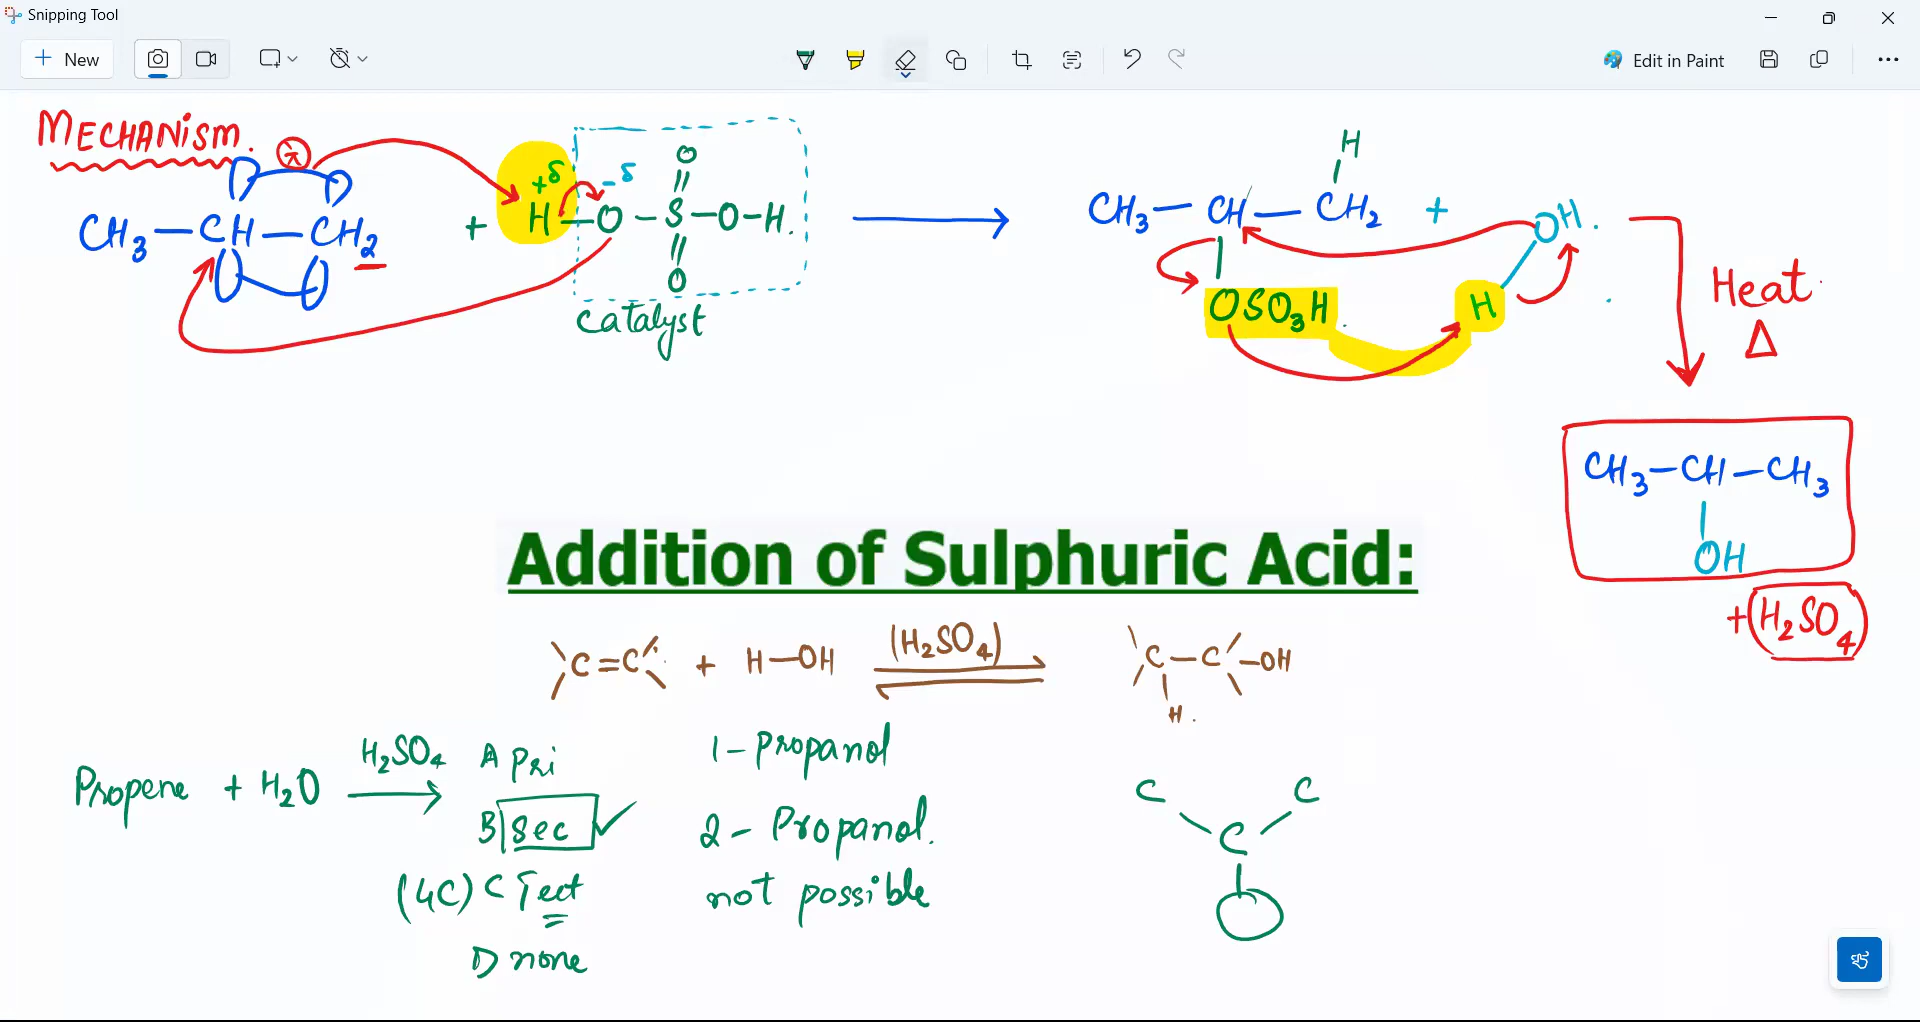 Snipping Tool
New
Edit in Paint
MECHANISM.
π
CH3—CH—CH2 + H—O—S—O—H.
+δ
-δ
O
O
Catalyst
H
CH3—CH—CH2 + OH.
OSO3H.
H
Heat
Δ
CH3—CH—CH3
OH
+ H2SO4
Addition of Sulphuric Acid:
C=C + H—OH (H2SO4) C—C—OH
H.
Propene + H2O H2SO4
A Pri 1-Propanol
B Sec ✓ 2-Propanol.
(4C) C Tert not possible
D none
C C
C